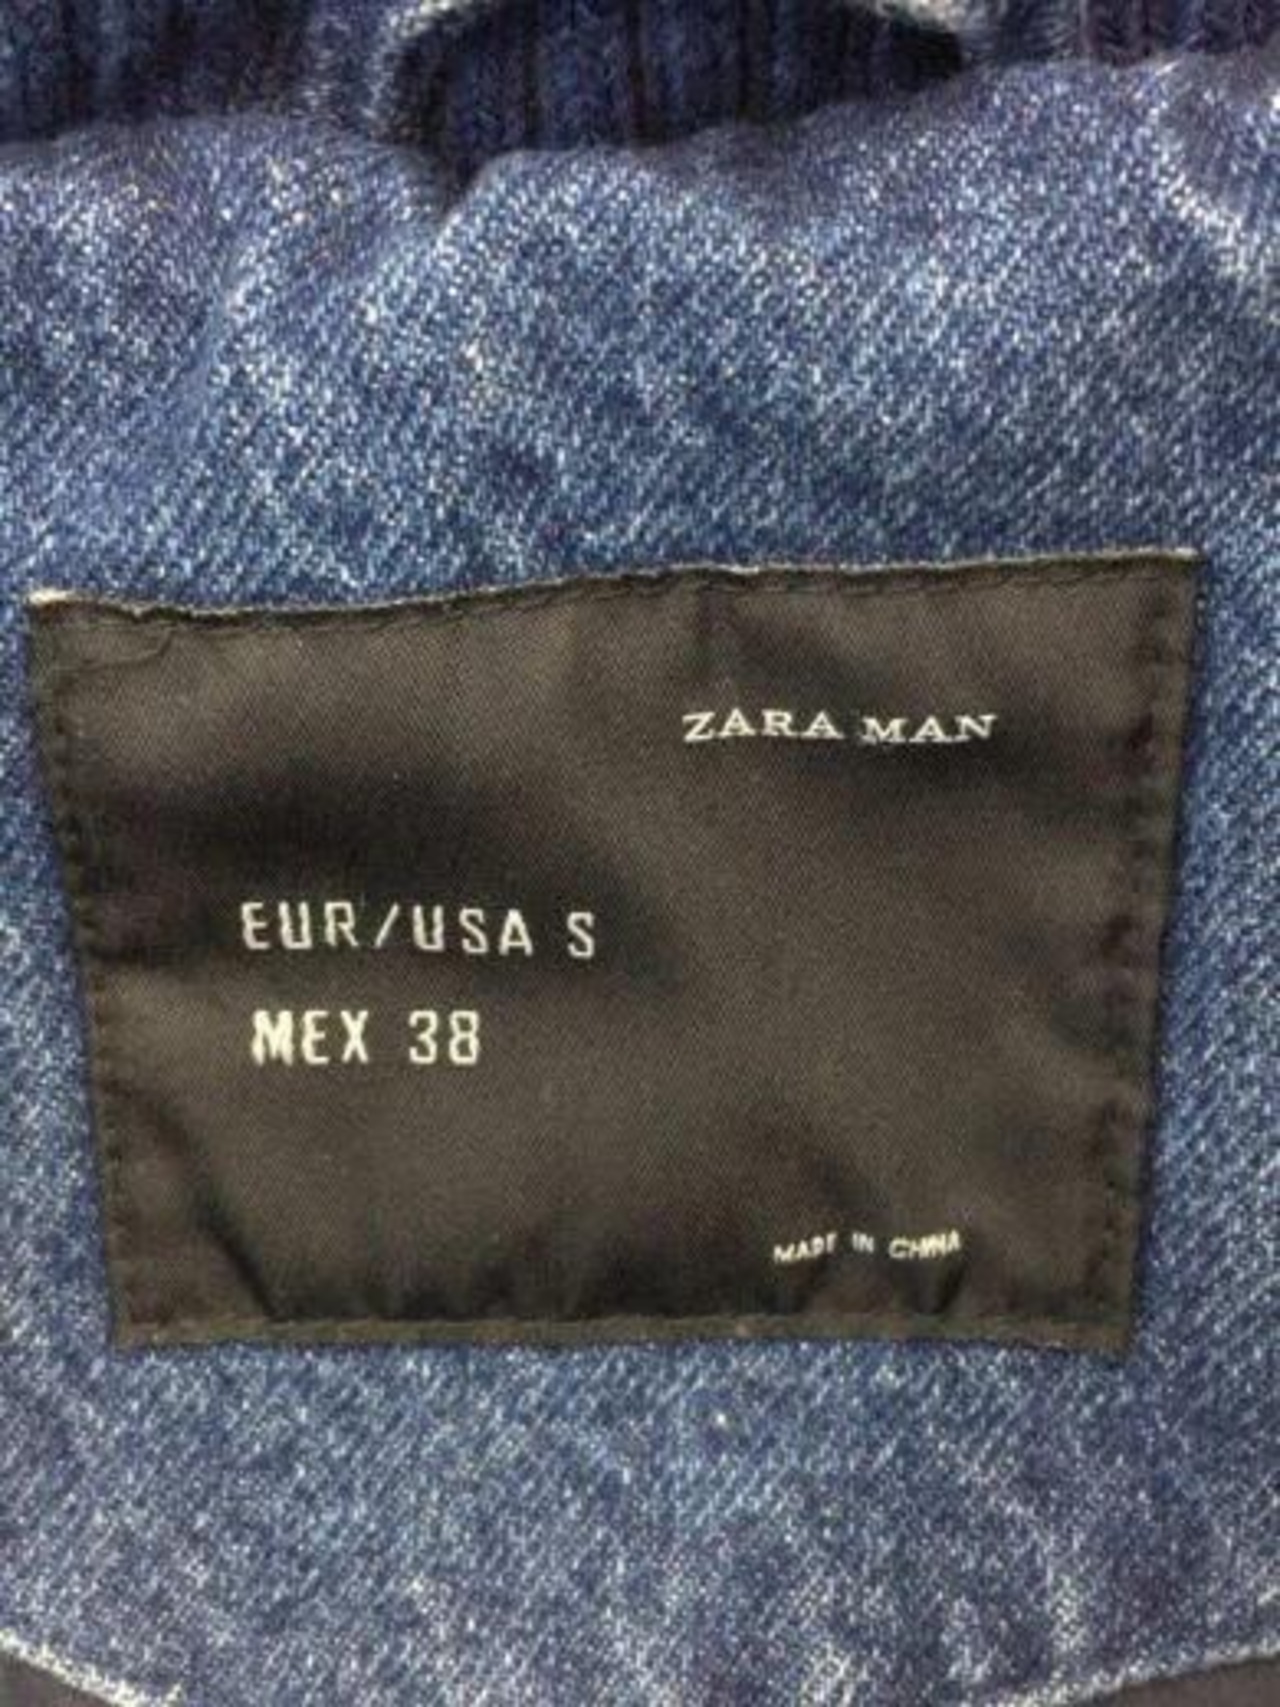 ZARA MAN
EUR/USA S
MEX 38
MADE IN CHINA